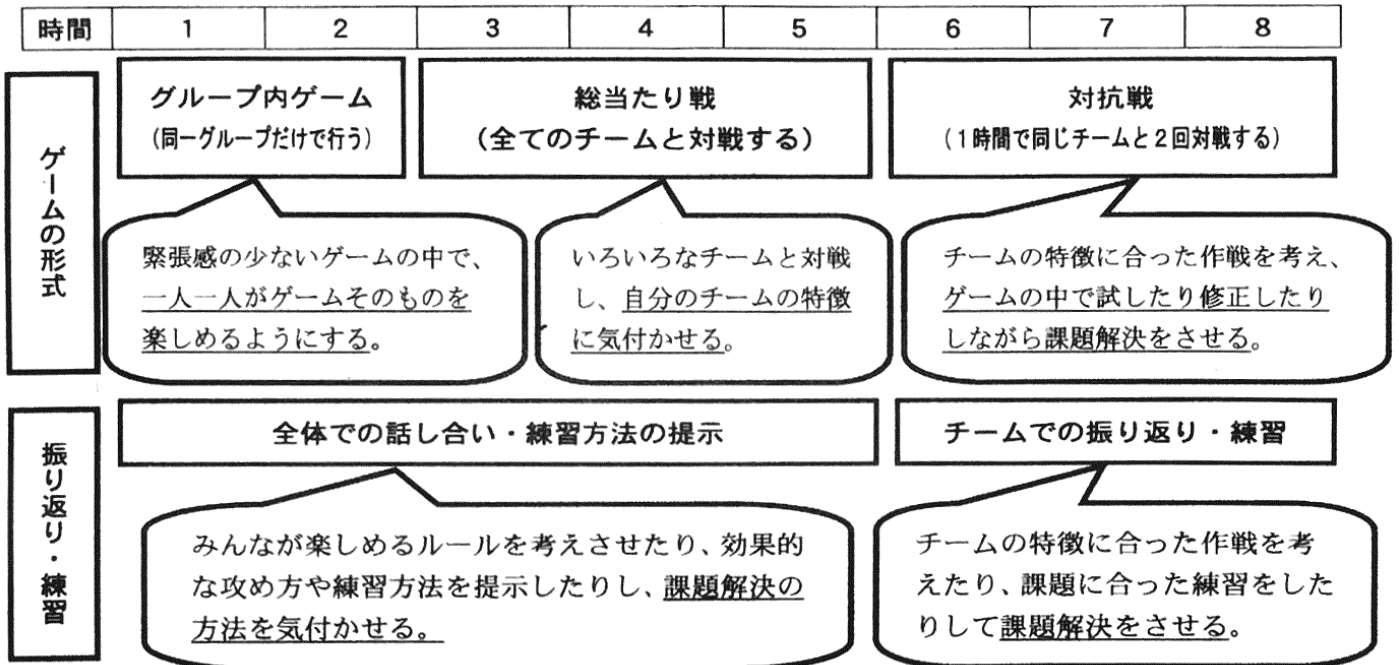 時間 1 2 3 4 5 6 7 8
ゲームの形式
グループ内ゲーム
(同一グループだけで行う)
総当たり戦
(全てのチームと対戦する)
対抗戦
(1時間で同じチームと2回対戦する)
緊張感の少ないゲームの中で、
一人一人がゲームそのものを
楽しめるようにする。
いろいろなチームと対戦
し、自分のチームの特徴
に気付かせる。
チームの特徴に合った作戦を考え、
ゲームの中で試したり修正したり
しながら課題解決をさせる。
振り返り・練習
全体での話し合い・練習方法の提示
チームでの振り返り・練習
みんなが楽しめるルールを考えさせたり、効果的
な攻め方や練習方法を提示したりし、課題解決の
方法を気付かせる。
チームの特徴に合った作戦を考
えたり、課題に合った練習をした
りして課題解決をさせる。